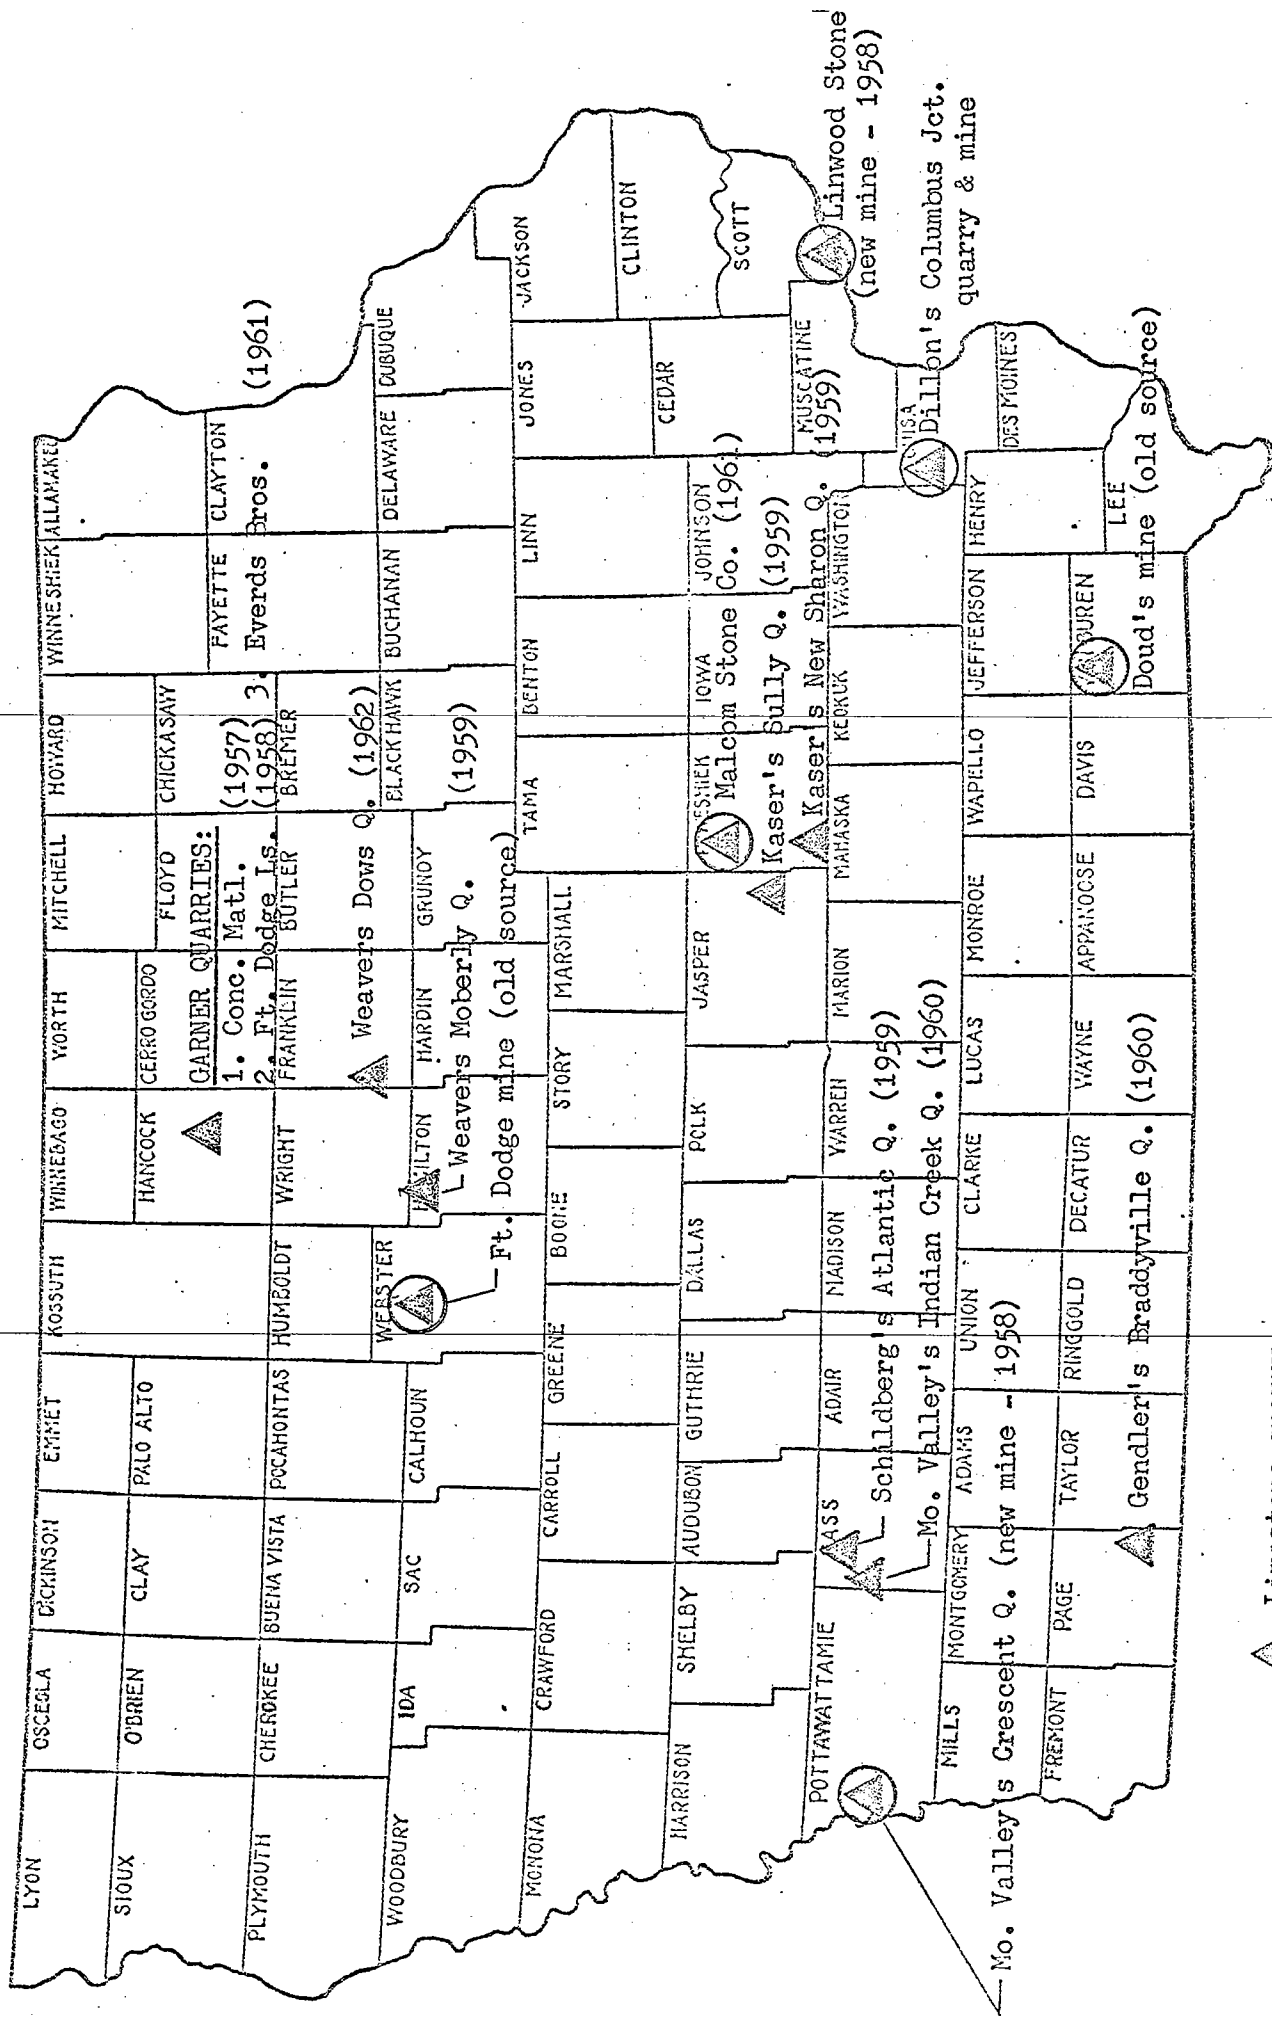 LYON
OSCEOLA
DICKINSON
EMMET
KOSSUTH
WINNEBAGO
WORTH
MITCHELL
HOWARD
WINNESHIEK
ALLAMAKEE
SIOUX
O'BRIEN
CLAY
PALO ALTO
HANCOCK
CERRO GORDO
FLOYD
CHICKASAW
GARNER QUARRIES:
1. Conc. Matl. (1957)
2. Ft. Dodge Ls. (1958)
3. Everds Bros. (1961)
FAYETTE
CLAYTON
PLYMOUTH
CHEROKEE
BUENA VISTA
POCAHONTAS
HUMBOLDT
WRIGHT
FRANKLIN
BUTLER
BREMER
Weavers Dows Q. (1962)
WOODBURY
IDA
SAC
CALHOUN
WEBSTER
HARDIN
GRUNDY
BLACKHAWK
BUCHANAN
DELAWARE
DUBUQUE
Weavers Moberly Q. (1959)
Ft. Dodge mine (old source)
MONONA
CRAWFORD
CARROLL
GREENE
BOONE
STORY
MARSHALL
TAMA
BENTON
LINN
JONES
JACKSON
CLINTON
HARRISON
SHELBY
AUDUBON
GUTHRIE
DALLAS
POLK
JASPER
IOWA
JOHNSON
CEDAR
SCOTT
Malcom Stone Co. (1961)
Kaser's Sully Q. (1959)
Kaser's New Sharon Q. (1959)
Linwood Stone
(new mine - 1958)
POTTAWATTAMIE
ASS
ADAIR
MADISON
WARREN
MARION
MAHASKA
KEOKUK
WASHINGTON
MUSCATINE
Schildberg's Atlantic Q. (1959)
Mo. Valley's Indian Creek Q. (1960)
Dillon's Columbus Jct.
quarry & mine
MILLS
MONTGOMERY
ADAMS
UNION
CLARKE
LUCAS
MONROE
WAPELLO
JEFFERSON
HENRY
DES MOINES
Mo. Valley's Crescent Q. (new mine - 1958)
FREMONT
PAGE
TAYLOR
RINGGOLD
DECATUR
WAYNE
APPANOOSE
DAVIS
BUREN
LEE
Gendler's Braddyville Q. (1960)
Doud's mine (old source)